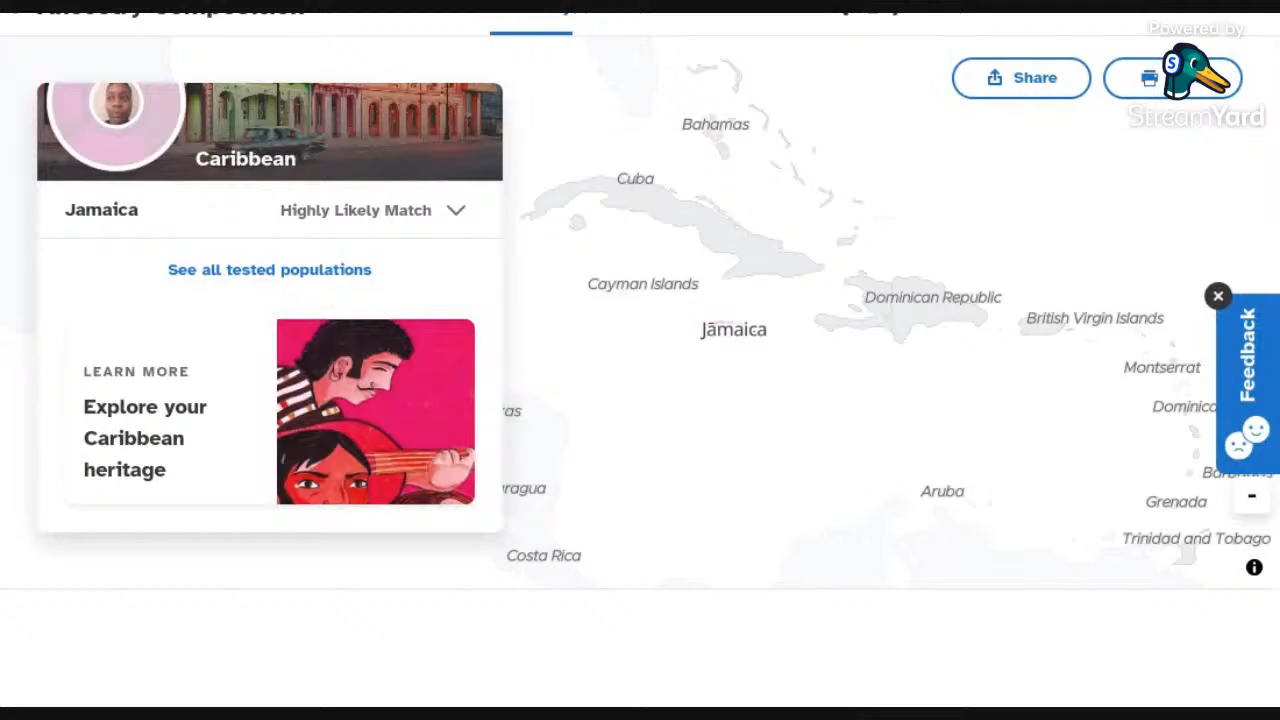 Powered by
Share
StreamYard
Bahamas
Caribbean
Cuba
Jamaica
Highly Likely Match
See all tested populations
Cayman Islands
Dominican Republic
British Virgin Islands
Jamaica
Feedback
Montserrat
LEARN MORE
Explore your
Caribbean
heritage
Dominica
Aruba
Grenada
Trinidad and Tobago
Costa Rica